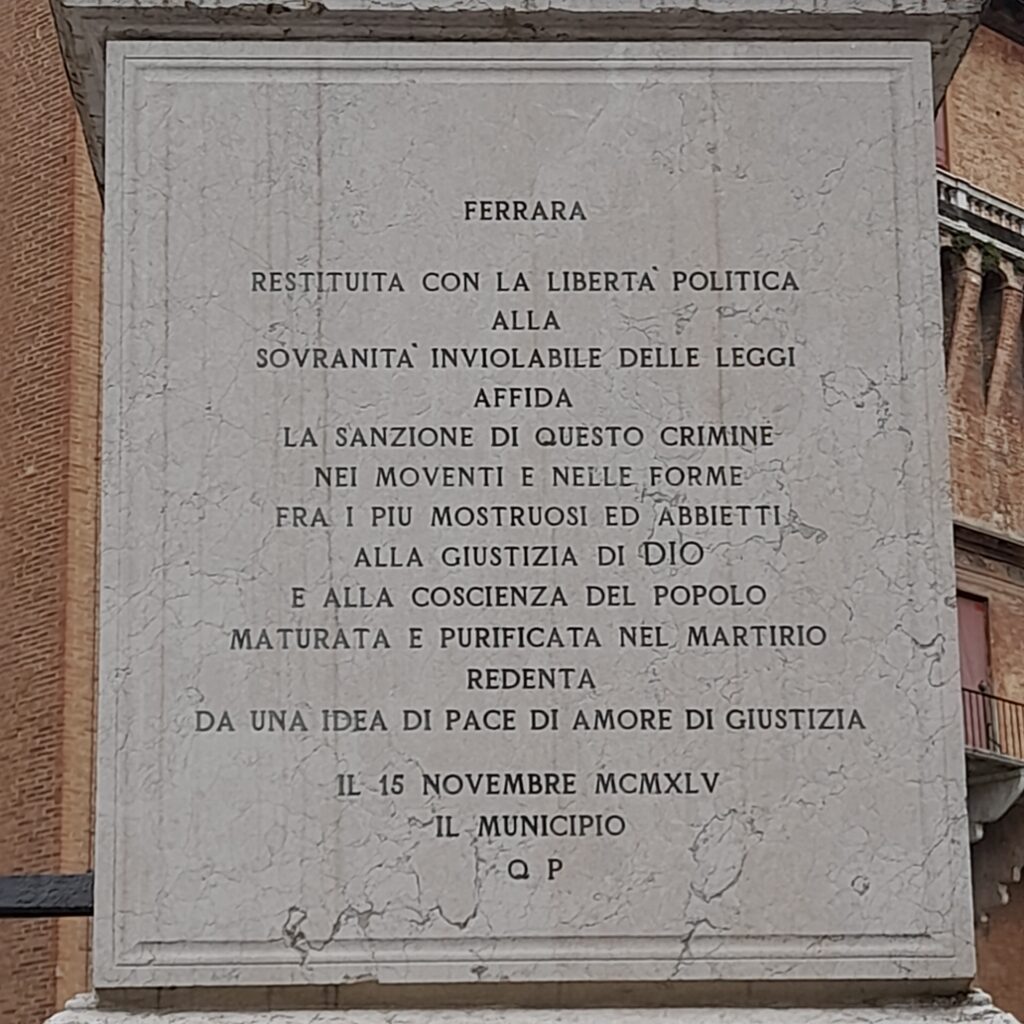 FERRARA
RESTITUITA CON LA LIBERTA' POLITICA
ALLA
SOVRANITA' INVIOLABILE DELLE LEGGI
AFFIDA
LA SANZIONE DI QUESTO CRIMINE
NEI MOVENTI E NELLE FORME
FRA I PIU MOSTRUOSI ED ABBIETTI
ALLA GIUSTIZIA DI DIO
E ALLA COSCIENZA DEL POPOLO
MATURATA E PURIFICATA NEL MARTIRIO
REDENTA
DA UNA IDEA DI PACE DI AMORE DI GIUSTIZIA
IL 15 NOVEMBRE MCMXLV
IL MUNICIPIO
Q P